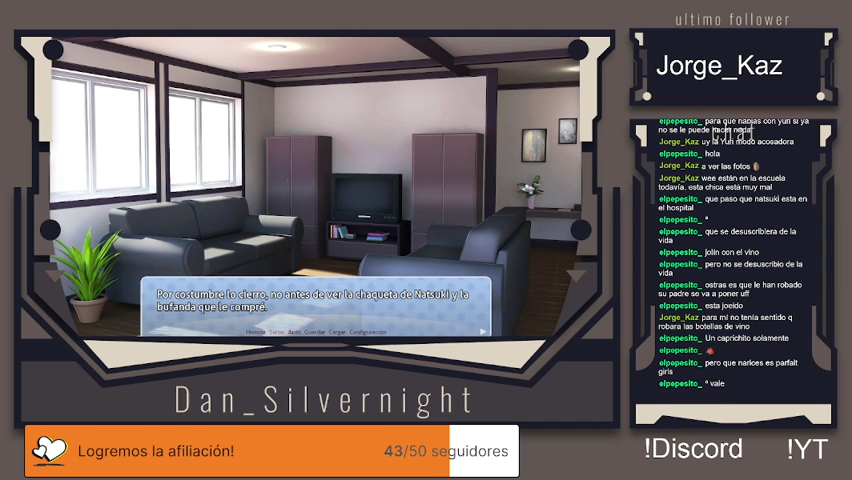 ultimo follower
Jorge_Kaz
chat
elpepesito_ para que hablas con yuri si ya
no se le puede hacer nada
Jorge_Kaz uy la Yuri modo acosadora
elpepesito_ hola
Jorge_Kaz a ver las fotos
Jorge_Kaz wee están en la escuela
todavía. esta chica está muy mal
elpepesito_ que paso que natsuki esta en
el hospital
elpepesito_ *
elpepesito_ que se desuscribiera de la
vida
elpepesito_ jolin con el vino
elpepesito_ pero no se desuscribio de la
vida
elpepesito_ ostras es que le han robado
su padre se va a poner uff
elpepesito_ esta joeido
Jorge_Kaz para mi no tenía sentido q
robara las botellas de vino
elpepesito_ Un caprichito solamente
elpepesito_
elpepesito_ pero que narices es parfait
girls
elpepesito_ * vale
Por costumbre lo cierro, no antes de ver la chaqueta de Natsuki y la
bufanda que le compré.
Historia Saltar Auto Guardar Cargar Configuración
Dan_Silvernight
Logremos la afiliación! 43/50 seguidores
!Discord !YT